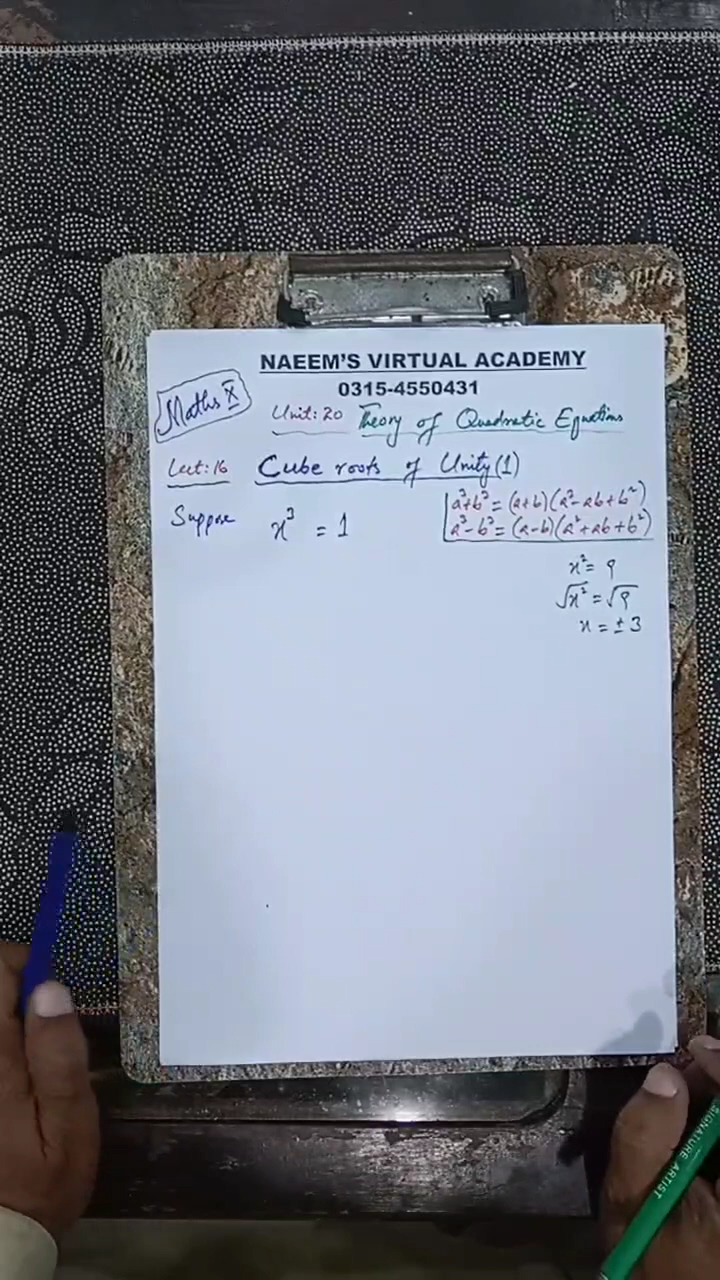 NAEEM'S VIRTUAL ACADEMY
0315-4550431
Maths X
Unit: 20 Theory of Quadratic Equations
Lect: 16 Cube roots of Unity (1)
Suppose x³ = 1
a³+b³ = (a+b)(a²-ab+b²)
a³-b³ = (a-b)(a²+ab+b²)
x² = 9
√x² = √9
x = ± 3
SIGNATURE ARTIST